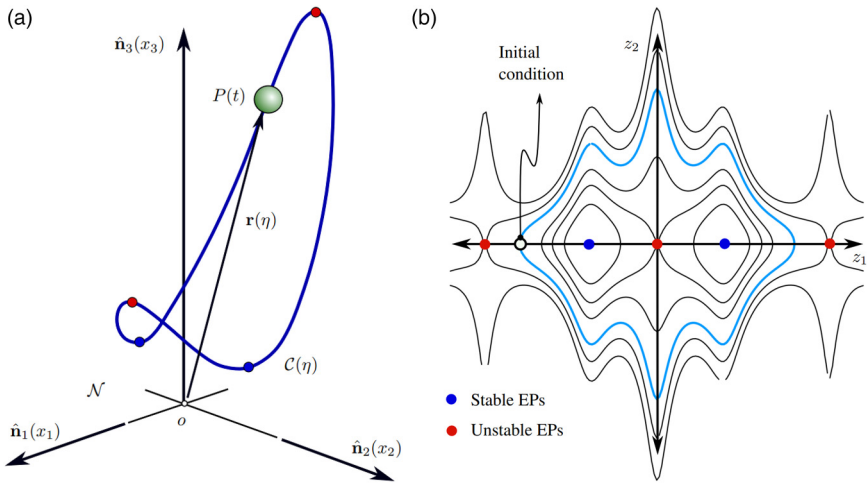 (a)
n̂₃(x₃)
P(t)
r(η)
C(η)
N
o
n̂₁(x₁)
n̂₂(x₂)
(b)
z₂
Initial
condition
z₁
Stable EPs
Unstable EPs